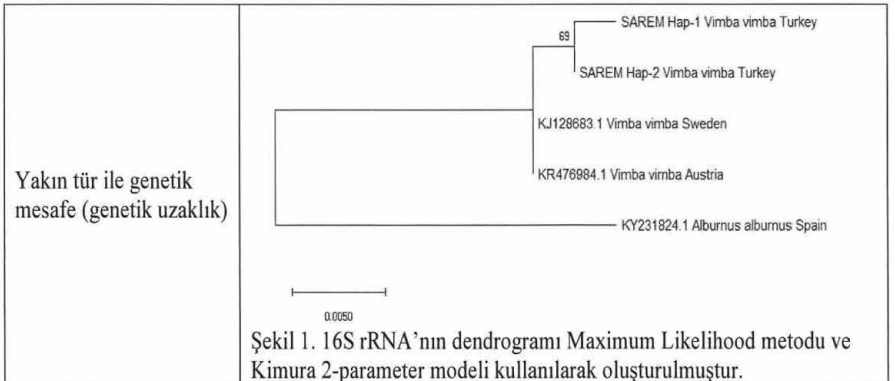 Yakın tür ile genetik
mesafe (genetik uzaklık)
SAREM Hap-1 Vimba vimba Turkey
69
SAREM Hap-2 Vimba vimba Turkey
KJ128683.1 Vimba vimba Sweden
KR476984.1 Vimba vimba Austria
KY231824.1 Alburnus alburnus Spain
0.0050
Şekil 1. 16S rRNA’nın dendrogramı Maximum Likelihood metodu ve
Kimura 2-parameter modeli kullanılarak oluşturulmuştur.